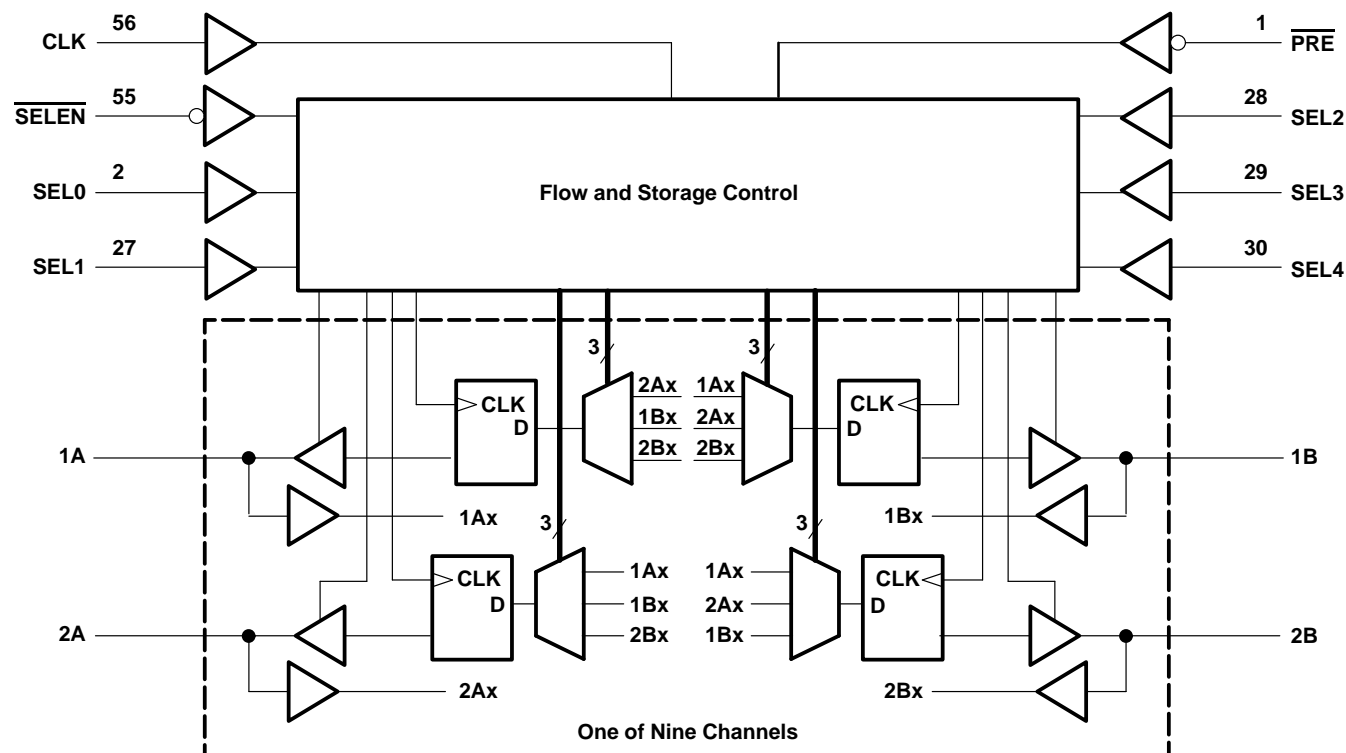 CLK 56
1 PRE
SELEN 55
28 SEL2
SEL0 2
29 SEL3
SEL1 27
30 SEL4
Flow and Storage Control
3
3
CLK
D
2Ax
1Bx
2Bx
1Ax
2Ax
2Bx
CLK
D
1A
1B
1Ax
1Bx
3
3
CLK
D
1Ax
1Bx
2Bx
1Ax
2Ax
1Bx
CLK
D
2A
2B
2Ax
2Bx
One of Nine Channels